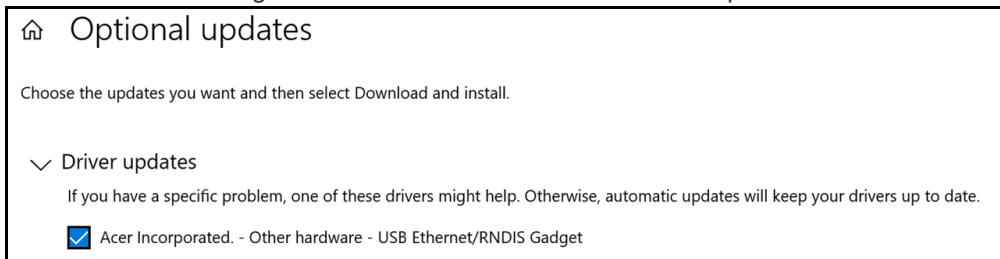 Optional updates
Choose the updates you want and then select Download and install.
Driver updates
If you have a specific problem, one of these drivers might help. Otherwise, automatic updates will keep your drivers up to date.
Acer Incorporated. - Other hardware - USB Ethernet/RNDIS Gadget